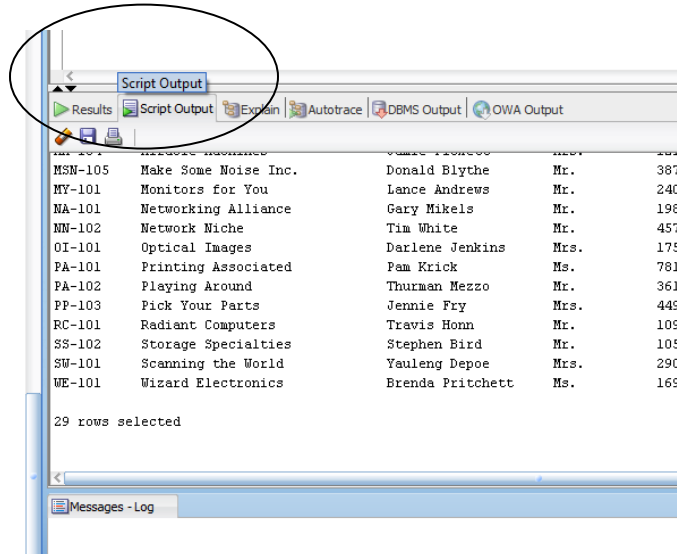 Script Output
Results Script Output Explain Autotrace DBMS Output OWA Output
MSN-105 Make Some Noise Inc. Donald Blythe Mr. 387
MY-101 Monitors for You Lance Andrews Mr. 240
NA-101 Networking Alliance Gary Mikels Mr. 198
NN-102 Network Niche Tim White Mr. 457
OI-101 Optical Images Darlene Jenkins Mrs. 175
PA-101 Printing Associated Pam Krick Ms. 781
PA-102 Playing Around Thurman Mezzo Mr. 361
PP-103 Pick Your Parts Jennie Fry Mrs. 449
RC-101 Radiant Computers Travis Honn Mr. 109
SS-102 Storage Specialties Stephen Bird Mr. 105
SW-101 Scanning the World Yauleng Depoe Mrs. 290
WE-101 Wizard Electronics Brenda Pritchett Ms. 169
29 rows selected
Messages - Log